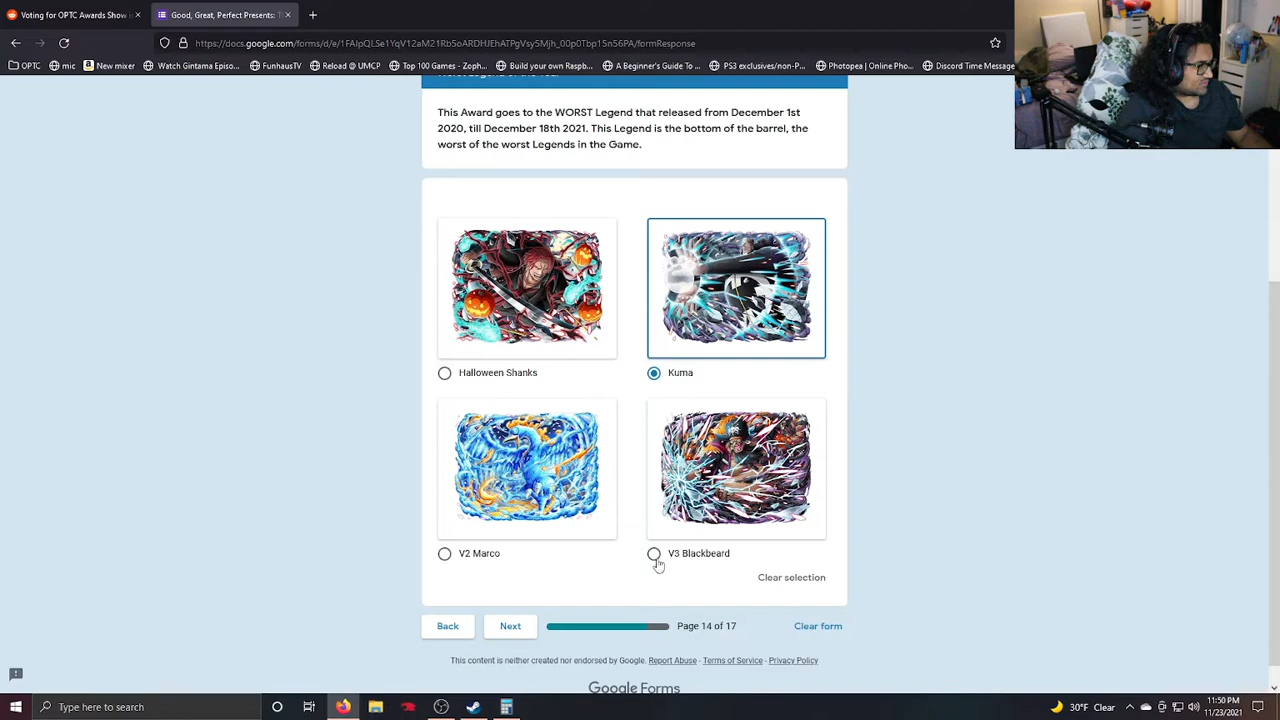 Voting for OPTC Awards Show is
Good, Great, Perfect Presents: T
https://docs.google.com/forms/d/e/1FAIpQLSe1YqV12aM21RbSoARDHJEhATPgVsy5Mjh_00p0Tbp1Sn56PA/formResponse
OPTC
mic
New mixer
Watch Gintama Episo...
FunhausTV
Reload @ UMCP
Top 100 Games - Zoph...
Build your own Raspb...
A Beginner's Guide To ...
PS3 exclusives/non-P...
Photopea | Online Pho...
Discord Time Message
This Award goes to the WORST Legend that released from December 1st
2020, till December 18th 2021. This Legend is the bottom of the barrel, the
worst of the worst Legends in the Game.
Halloween Shanks
Kuma
V2 Marco
V3 Blackbeard
Clear selection
Back
Next
Page 14 of 17
Clear form
This content is neither created nor endorsed by Google. Report Abuse - Terms of Service - Privacy Policy
Google Forms
Type here to search
30°F Clear
11:50 PM
11/23/2021